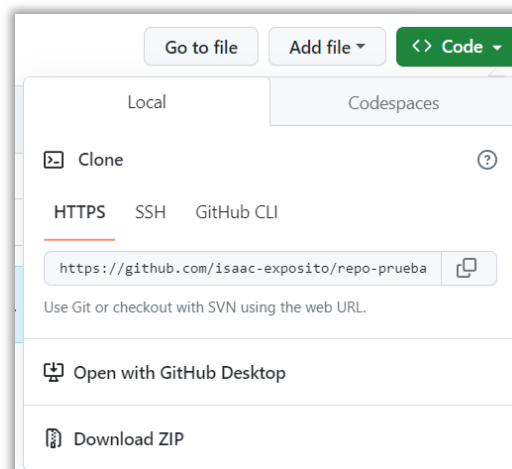 Go to file Add file <> Code
Local Codespaces
Clone
HTTPS SSH GitHub CLI
https://github.com/isaac-exposito/repo-prueba
Use Git or checkout with SVN using the web URL.
Open with GitHub Desktop
Download ZIP